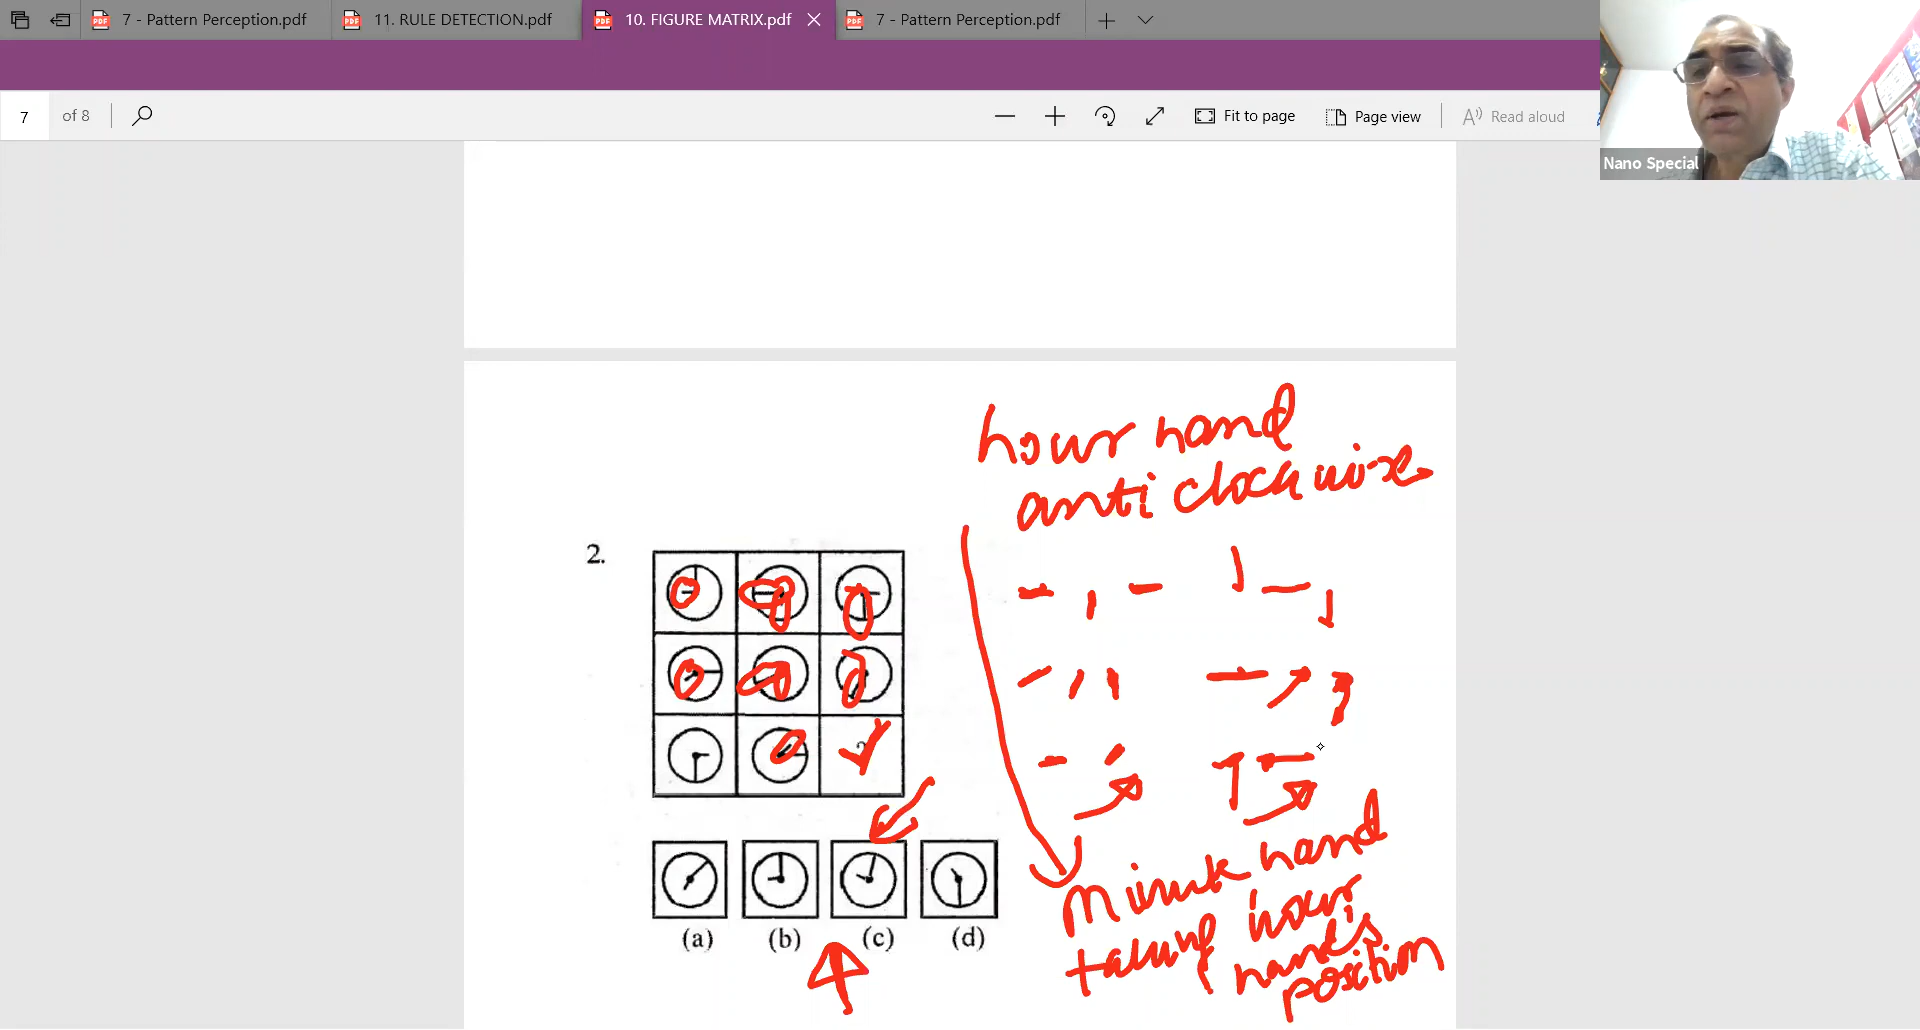 7 - Pattern Perception.pdf
11. RULE DETECTION.pdf
10. FIGURE MATRIX.pdf
7 - Pattern Perception.pdf
7 of 8
Fit to page
Page view
Read aloud
Nano Special
hour hand
anti clockwise
2.
?
minute hand
taking hour
hand's
position
(a) (b) (c) (d)